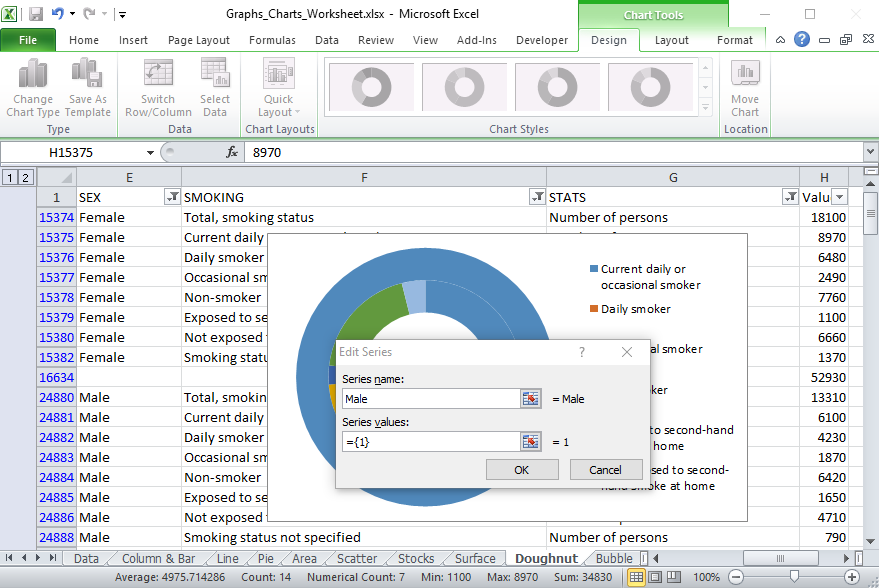 Graphs_Charts_Worksheet.xlsx - Microsoft Excel
Chart Tools
File Home Insert Page Layout Formulas Data Review View Add-Ins Developer Design Layout Format
Change Chart Type
Save As Template
Switch Row/Column
Select Data
Quick Layout
Move Chart
Type Data Chart Layouts Chart Styles Location
H15375 fx 8970
1 2 E F G H
1 SEX SMOKING STATS Valu
15374 Female Total, smoking status Number of persons 18100
15375 Female Current daily 8970
15376 Female Daily smoker 6480
15377 Female Occasional sm 2490
15378 Female Non-smoker 7760
15379 Female Exposed to se 1100
15380 Female Not exposed 6660
15382 Female Smoking statu 1370
16634 52930
24880 Male Total, smokin 13310
24881 Male Current daily 6100
24882 Male Daily smoker 4230
24883 Male Occasional sm 1870
24884 Male Non-smoker 6420
24885 Male Exposed to se 1650
24886 Male Not exposed 4710
24888 Male Smoking status not specified Number of persons 790
Current daily or
occasional smoker
Daily smoker
al smoker
ker
to second-hand
home
sed to second-
hand smoke at home
Edit Series ?
Series name:
Male = Male
Series values:
={1} = 1
OK Cancel
Data Column & Bar Line Pie Area Scatter Stocks Surface Doughnut Bubble
Average: 4975.714286 Count: 14 Numerical Count: 7 Min: 1100 Max: 8970 Sum: 34830 100%